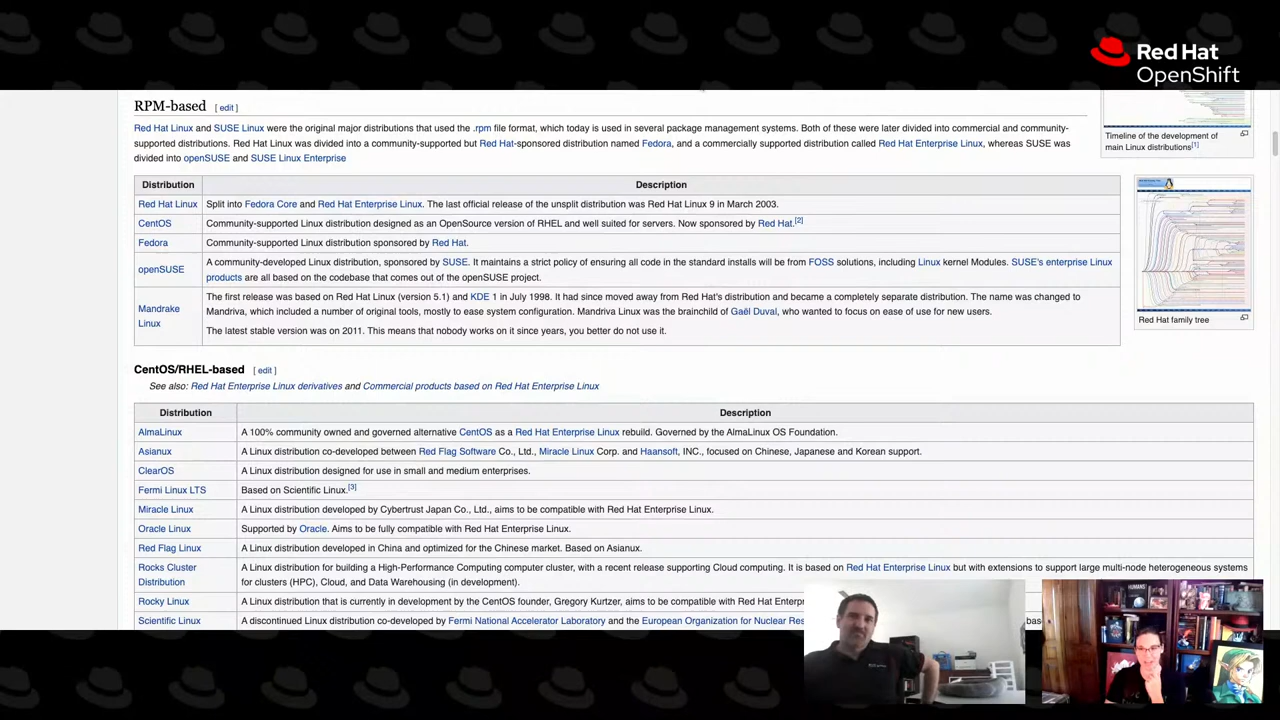 Red Hat
OpenShift
RPM-based [ edit ]
Red Hat Linux and SUSE Linux were the original major distributions that used the .rpm file format, which today is used in several package management systems. Both of these were later divided into commercial and community-
supported distributions. Red Hat Linux was divided into a community-supported but Red Hat-sponsored distribution named Fedora, and a commercially supported distribution called Red Hat Enterprise Linux, whereas SUSE was
divided into openSUSE and SUSE Linux Enterprise
Timeline of the development of
main Linux distributions[1]
Distribution Description
Red Hat Linux Split into Fedora Core and Red Hat Enterprise Linux. The last official release of the unsplit distribution was Red Hat Linux 9 in March 2003.
CentOS Community-supported Linux distribution designed as an OpenSource version of RHEL and well suited for servers. Now sponsored by Red Hat.[2]
Fedora Community-supported Linux distribution sponsored by Red Hat.
openSUSE A community-developed Linux distribution, sponsored by SUSE. It maintains a strict policy of ensuring all code in the standard installs will be from FOSS solutions, including Linux kernel Modules. SUSE's enterprise Linux
products are all based on the codebase that comes out of the openSUSE project.
Mandrake
Linux
The first release was based on Red Hat Linux (version 5.1) and KDE 1 in July 1998. It had since moved away from Red Hat's distribution and became a completely separate distribution. The name was changed to
Mandriva, which included a number of original tools, mostly to ease system configuration. Mandriva Linux was the brainchild of Gaël Duval, who wanted to focus on ease of use for new users.
The latest stable version was on 2011. This means that nobody works on it since years, you better do not use it.
Red Hat family tree
CentOS/RHEL-based [ edit ]
See also: Red Hat Enterprise Linux derivatives and Commercial products based on Red Hat Enterprise Linux
Distribution Description
AlmaLinux A 100% community owned and governed alternative CentOS as a Red Hat Enterprise Linux rebuild. Governed by the AlmaLinux OS Foundation.
Asianux A Linux distribution co-developed between Red Flag Software Co., Ltd., Miracle Linux Corp. and Haansoft, INC., focused on Chinese, Japanese and Korean support.
ClearOS A Linux distribution designed for use in small and medium enterprises.
Fermi Linux LTS Based on Scientific Linux.[3]
Miracle Linux A Linux distribution developed by Cybertrust Japan Co., Ltd., aims to be compatible with Red Hat Enterprise Linux.
Oracle Linux Supported by Oracle. Aims to be fully compatible with Red Hat Enterprise Linux.
Red Flag Linux A Linux distribution developed in China and optimized for the Chinese market. Based on Asianux.
Rocks Cluster
Distribution
A Linux distribution for building a High-Performance Computing computer cluster, with a recent release supporting Cloud computing. It is based on Red Hat Enterprise Linux but with extensions to support large multi-node heterogeneous systems
for clusters (HPC), Cloud, and Data Warehousing (in development).
Rocky Linux A Linux distribution that is currently in development by the CentOS founder, Gregory Kurtzer, aims to be compatible with Red Hat Enterp
Scientific Linux A discontinued Linux distribution co-developed by Fermi National Accelerator Laboratory and the European Organization for Nuclear Res